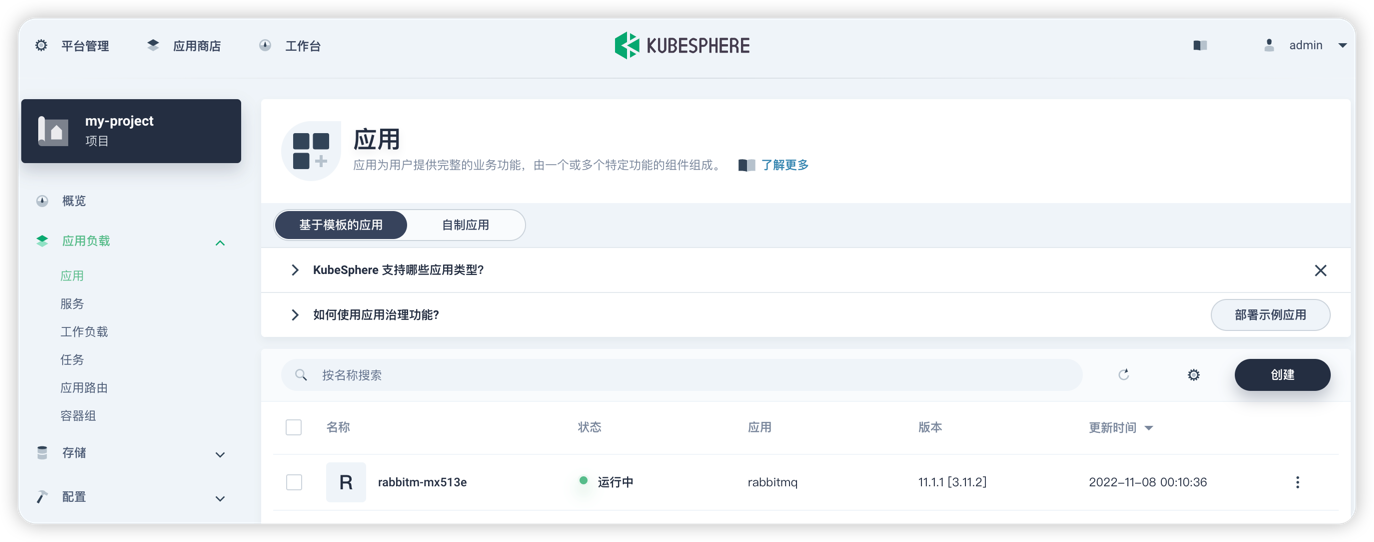 平台管理 应用商店 工作台 KUBESPHERE admin
my-project
项目
概览
应用负载
应用
服务
工作负载
任务
应用路由
容器组
存储
配置
应用
应用为用户提供完整的业务功能，由一个或多个特定功能的组件组成。 了解更多
基于模板的应用 自制应用
KubeSphere 支持哪些应用类型?
如何使用应用治理功能? 部署示例应用
按名称搜索 创建
名称 状态 应用 版本 更新时间
R rabbitm-mx513e 运行中 rabbitmq 11.1.1 [3.11.2] 2022-11-08 00:10:36